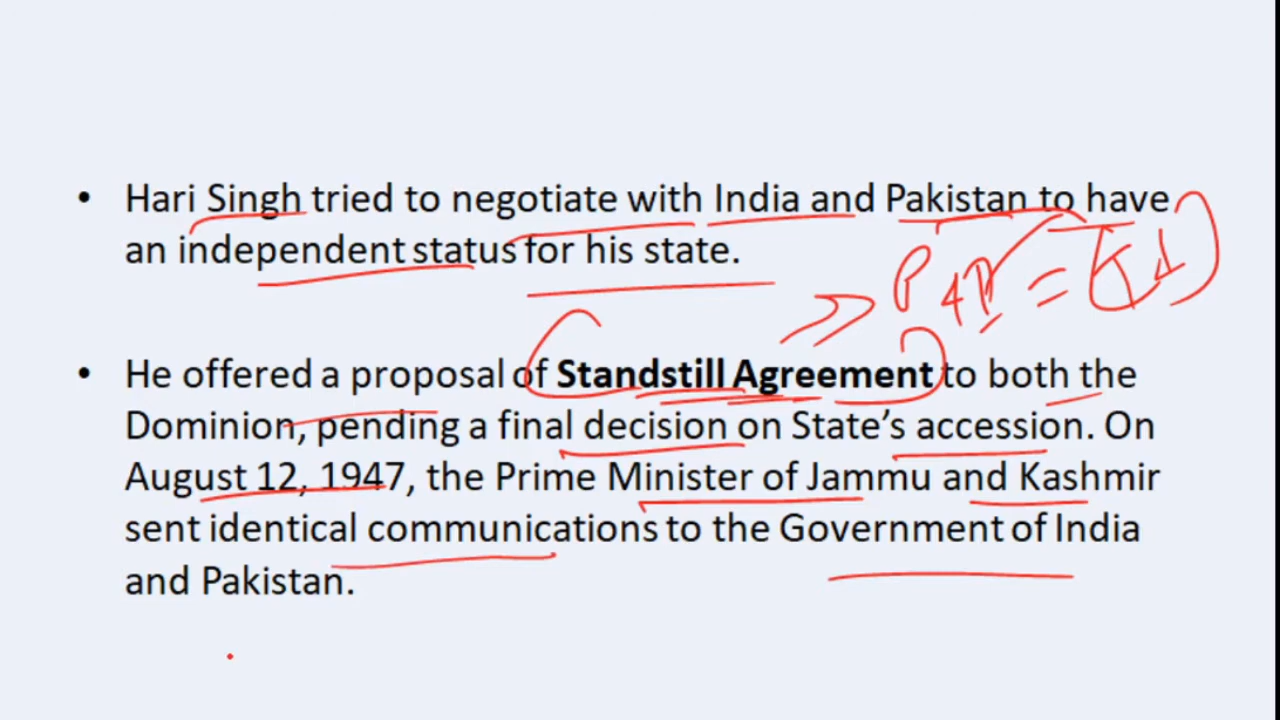 • Hari Singh tried to negotiate with India and Pakistan to have
an independent status for his state.
• He offered a proposal of Standstill Agreement to both the
Dominion, pending a final decision on State's accession. On
August 12, 1947, the Prime Minister of Jammu and Kashmir
sent identical communications to the Government of India
and Pakistan.